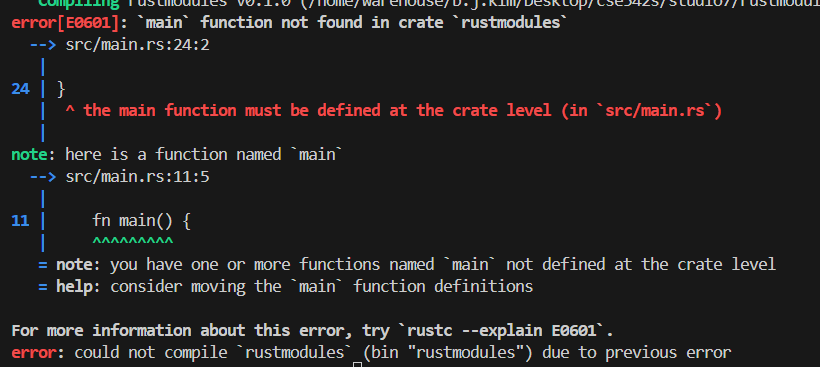 Compiling rustmodules v0.1.0 (/home/warehouse/b.j.kim/Desktop/cse542s/studio7/rustmodul
error[E0601]: `main` function not found in crate `rustmodules`
--> src/main.rs:24:2
|
24 | }
| ^ the main function must be defined at the crate level (in `src/main.rs`)
|
note: here is a function named `main`
--> src/main.rs:11:5
|
11 | fn main() {
| ^^^^^^^^^
= note: you have one or more functions named `main` not defined at the crate level
= help: consider moving the `main` function definitions
For more information about this error, try `rustc --explain E0601`.
error: could not compile `rustmodules` (bin "rustmodules") due to previous error